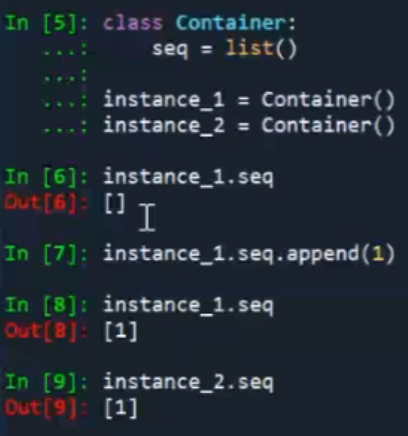 In [5]: class Container:
   ...:     seq = list()
   ...:
   ...: instance_1 = Container()
   ...: instance_2 = Container()
In [6]: instance_1.seq
Out[6]: []
In [7]: instance_1.seq.append(1)
In [8]: instance_1.seq
Out[8]: [1]
In [9]: instance_2.seq
Out[9]: [1]